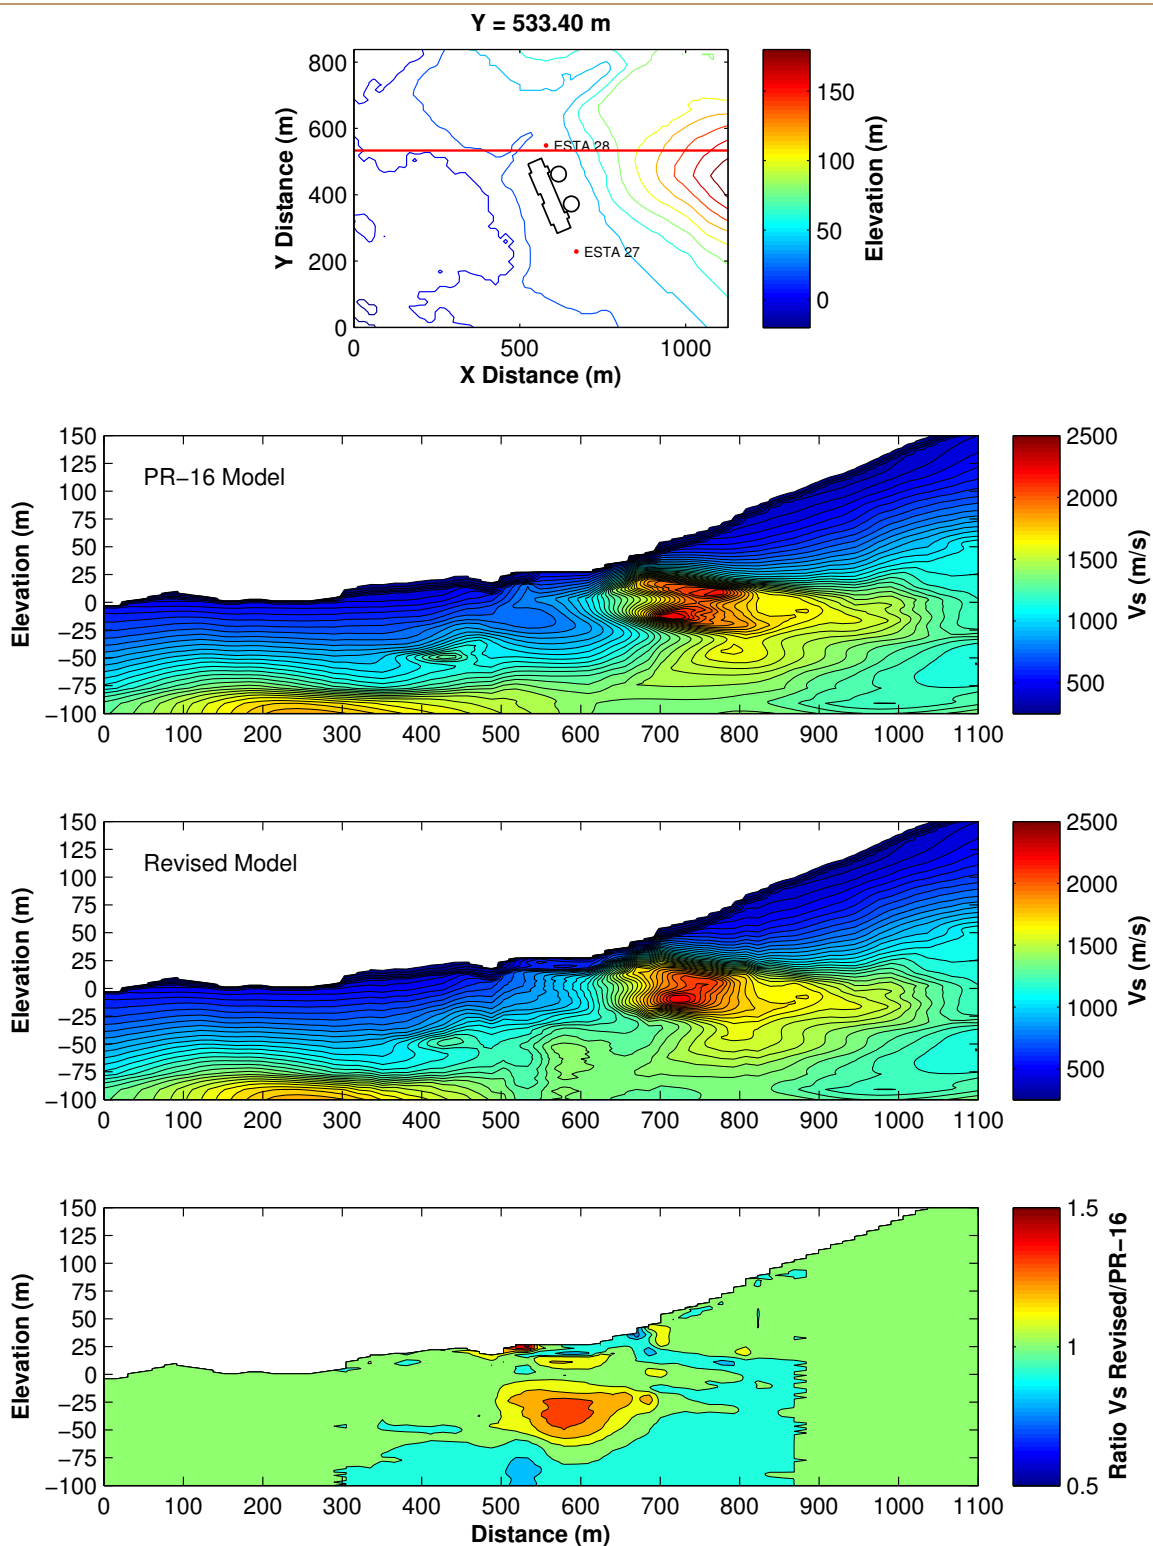 Y = 533.40 m
800
600
400
200
0
Y Distance (m)
ESTA 28
ESTA 27
0 500 1000
X Distance (m)
150
100
50
0
Elevation (m)
150
125
100
75
50
25
0
−25
−50
−75
−100
Elevation (m)
PR−16 Model
0 100 200 300 400 500 600 700 800 900 1000 1100
2500
2000
1500
1000
500
Vs (m/s)
150
125
100
75
50
25
0
−25
−50
−75
−100
Elevation (m)
Revised Model
0 100 200 300 400 500 600 700 800 900 1000 1100
2500
2000
1500
1000
500
Vs (m/s)
150
125
100
75
50
25
0
−25
−50
−75
−100
Elevation (m)
0 100 200 300 400 500 600 700 800 900 1000 1100
Distance (m)
1.5
1
0.5
Ratio Vs Revised/PR−16